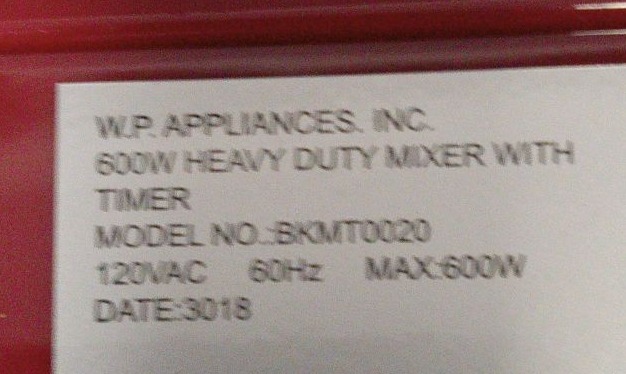 W.P. APPLIANCES. INC.
600W HEAVY DUTY MIXER WITH
TIMER
MODEL NO.:BKMT0020
120VAC 60Hz MAX:600W
DATE:3018